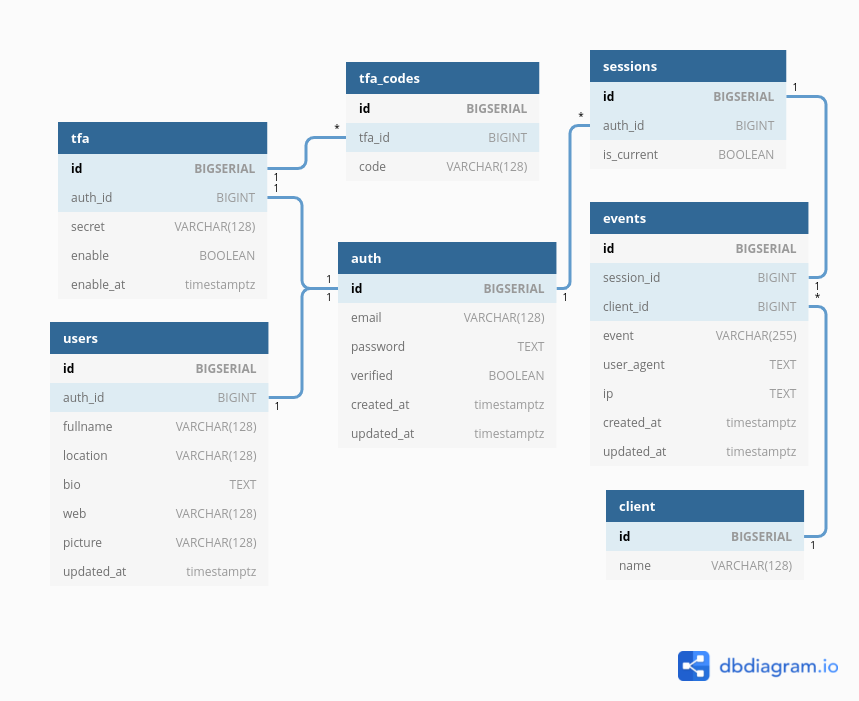 tfa
id BIGSERIAL
auth_id BIGINT
secret VARCHAR(128)
enable BOOLEAN
enable_at timestamptz
users
id BIGSERIAL
auth_id BIGINT
fullname VARCHAR(128)
location VARCHAR(128)
bio TEXT
web VARCHAR(128)
picture VARCHAR(128)
updated_at timestamptz
tfa_codes
id BIGSERIAL
tfa_id BIGINT
code VARCHAR(128)
auth
id BIGSERIAL
email VARCHAR(128)
password TEXT
verified BOOLEAN
created_at timestamptz
updated_at timestamptz
sessions
id BIGSERIAL
auth_id BIGINT
is_current BOOLEAN
events
id BIGSERIAL
session_id BIGINT
client_id BIGINT
event VARCHAR(255)
user_agent TEXT
ip TEXT
created_at timestamptz
updated_at timestamptz
client
id BIGSERIAL
name VARCHAR(128)
1
*
1
1
1
1
1
*
1
1
*
1
1
dbdiagram.io